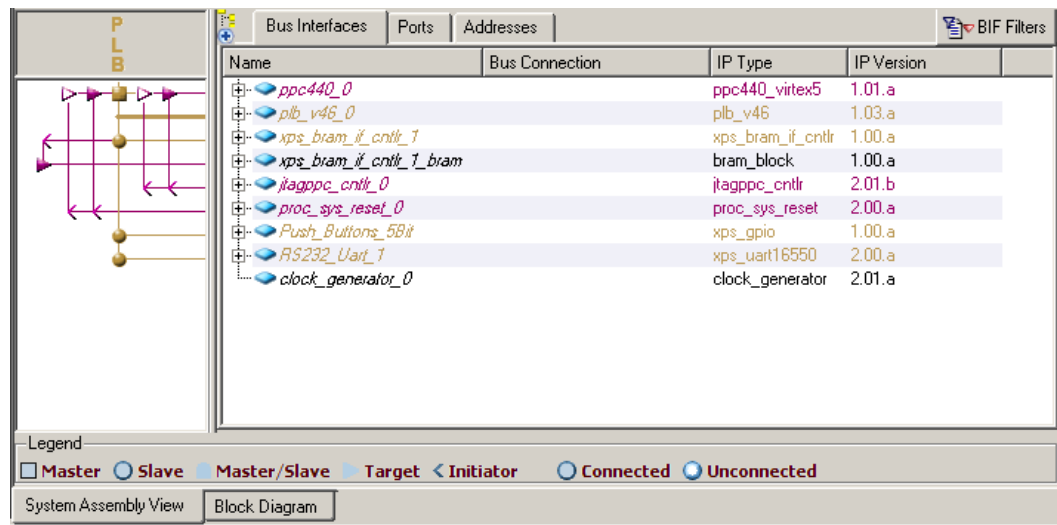 PLB
Bus Interfaces Ports Addresses BIF Filters
Name Bus Connection IP Type IP Version
ppc440_0 ppc440_virtex5 1.01.a
plb_v46_0 plb_v46 1.03.a
xps_bram_if_cntlr_1 xps_bram_if_cntlr 1.00.a
xps_bram_if_cntlr_1_bram bram_block 1.00.a
jtagppc_cntlr_0 jtagppc_cntlr 2.01.b
proc_sys_reset_0 proc_sys_reset 2.00.a
Push_Buttons_5Bit xps_gpio 1.00.a
RS232_Uart_1 xps_uart16550 2.00.a
clock_generator_0 clock_generator 2.01.a
Legend
Master Slave Master/Slave Target Initiator Connected Unconnected
System Assembly View Block Diagram